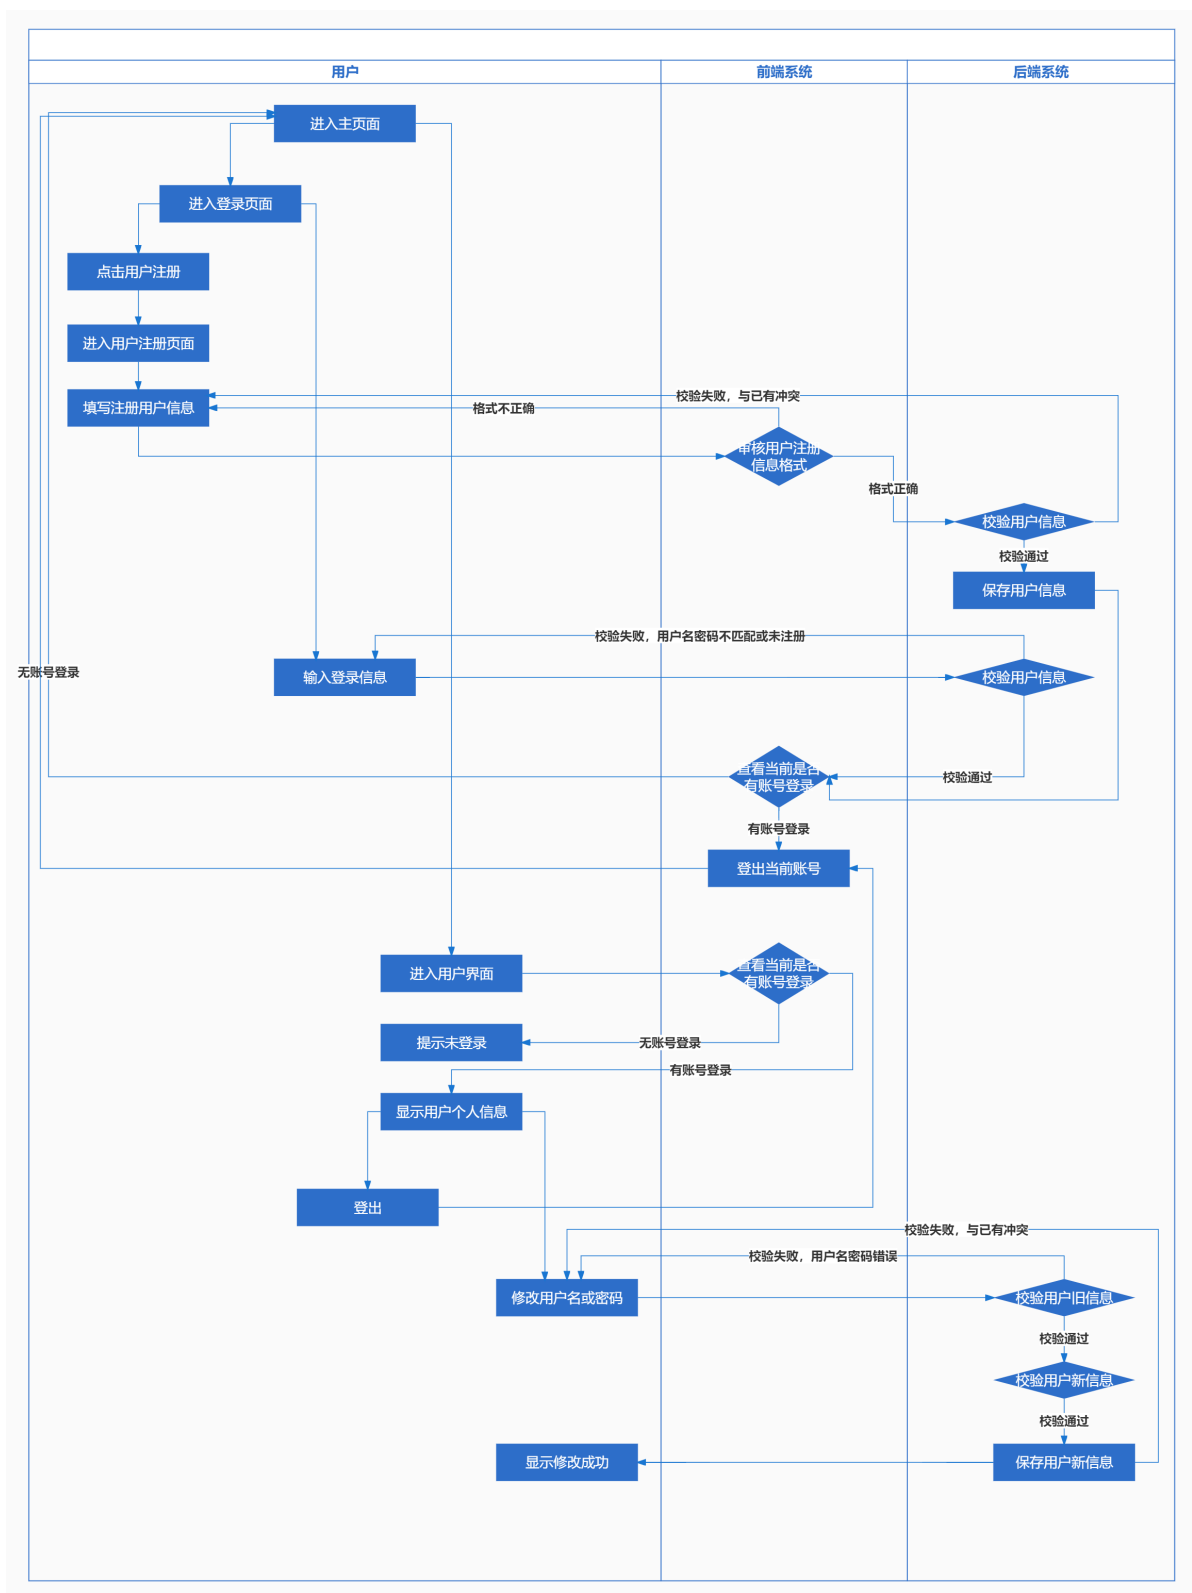 用户
前端系统
后端系统
进入主页面
进入登录页面
点击用户注册
进入用户注册页面
校验失败，与已有冲突
填写注册用户信息
格式不正确
审核用户注册
信息格式
格式正确
校验用户信息
校验通过
保存用户信息
校验失败，用户名密码不匹配或未注册
无账号登录
输入登录信息
校验用户信息
查看当前是否
有账号登录
校验通过
有账号登录
登出当前账号
进入用户界面
查看当前是否
有账号登录
提示未登录
无账号登录
有账号登录
显示用户个人信息
登出
校验失败，与已有冲突
校验失败，用户名密码错误
修改用户名或密码
校验用户旧信息
校验通过
校验用户新信息
校验通过
显示修改成功
保存用户新信息